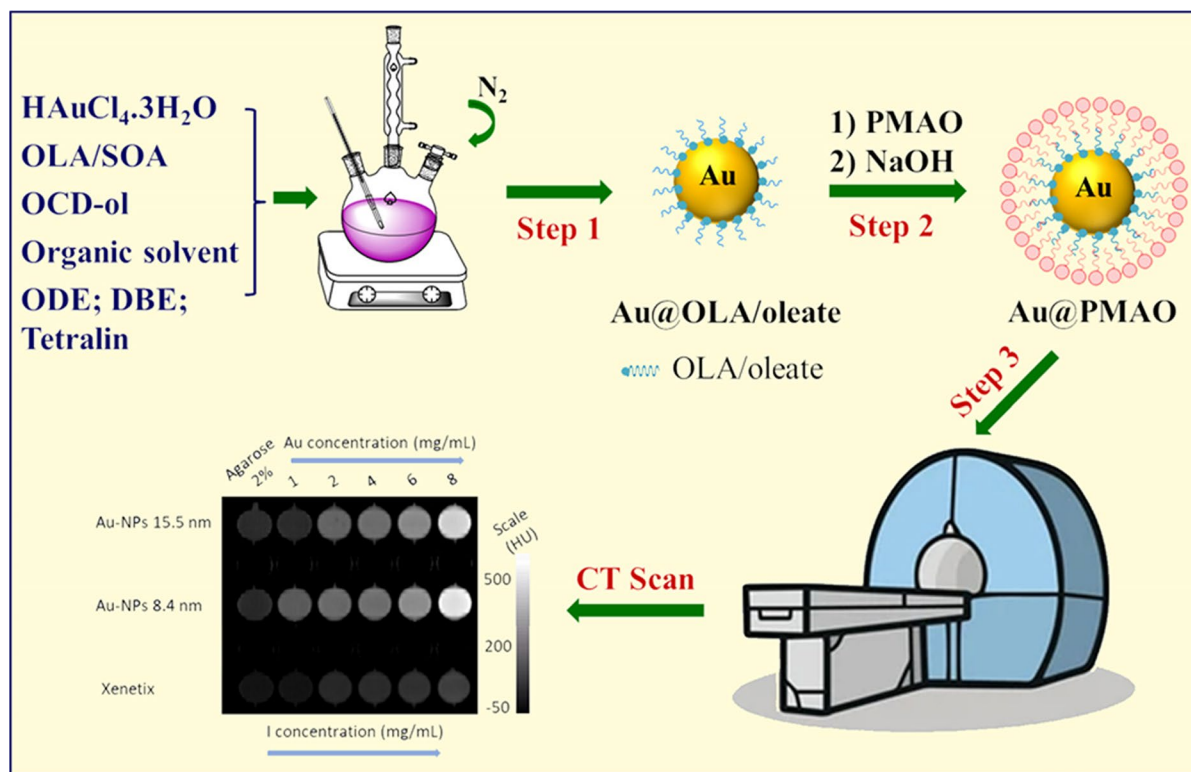 HAuCl₄.3H₂O
OLA/SOA
OCD-ol
Organic solvent
ODE; DBE;
Tetralin
N₂
Step 1
Au
Au@OLA/oleate
OLA/oleate
1) PMAO
2) NaOH
Step 2
Au
Au@PMAO
Step 3
CT Scan
Agarose
2%
Au concentration (mg/mL)
1 2 4 6 8
Au-NPs 15.5 nm
Au-NPs 8.4 nm
Xenetix
Scale
(HU)
500
200
-50
I concentration (mg/mL)